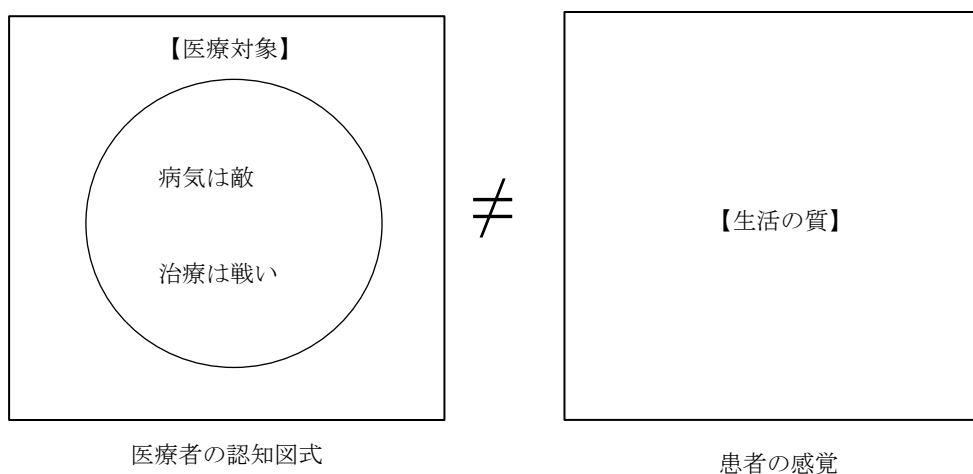 【医療対象】
病気は敵
治療は戦い
医療者の認知図式
≠
【生活の質】
患者の感覚